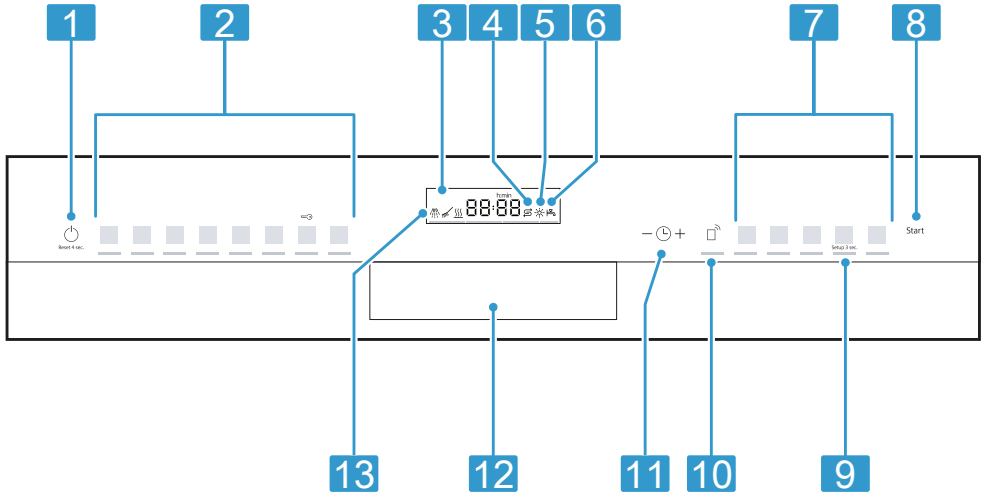 1 2 3 4 5 6 7 8
h:min
88:88
Reset 4 sec.
Setup 3 sec.
Start
13 12 11 10 9